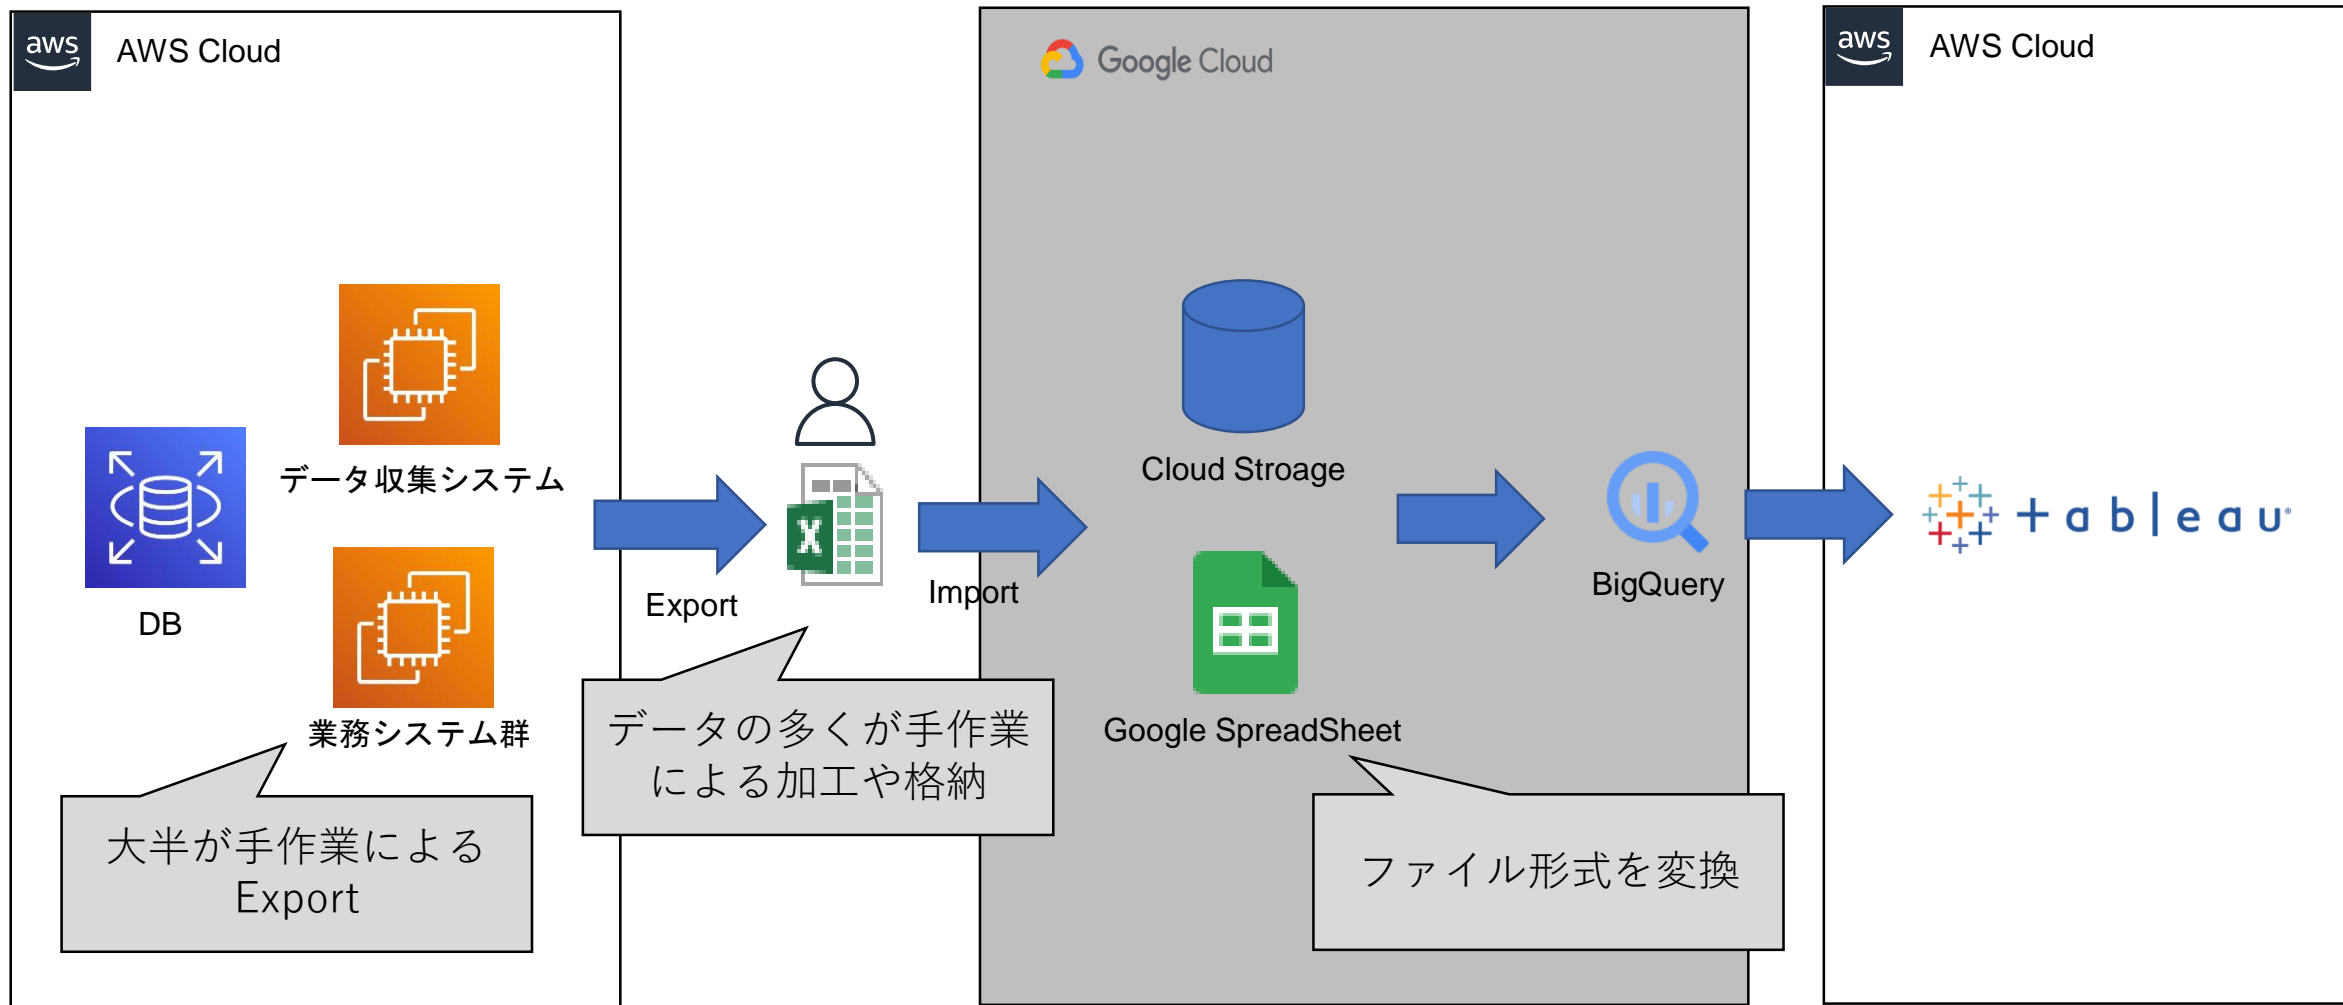 aws
AWS Cloud
データ収集システム
DB
業務システム群
大半が手作業による
Export
Export
X
Import
データの多くが手作業
による加工や格納
Google Cloud
Cloud Stroage
Google SpreadSheet
ファイル形式を変換
BigQuery
aws
AWS Cloud
+ableau